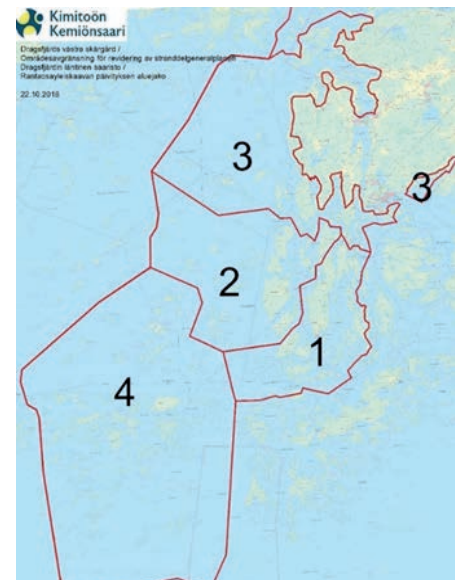 Kimitoön
Kemiönsaari
Dragsfjärds västra skärgård /
Områdesavgränsning för revidering av stranddelgeneralplanen
Dragsfjärdin läntinen saaristo /
Rantaosayleiskaavan päivityksen aluejako
22.10.2018
3
3
2
1
4